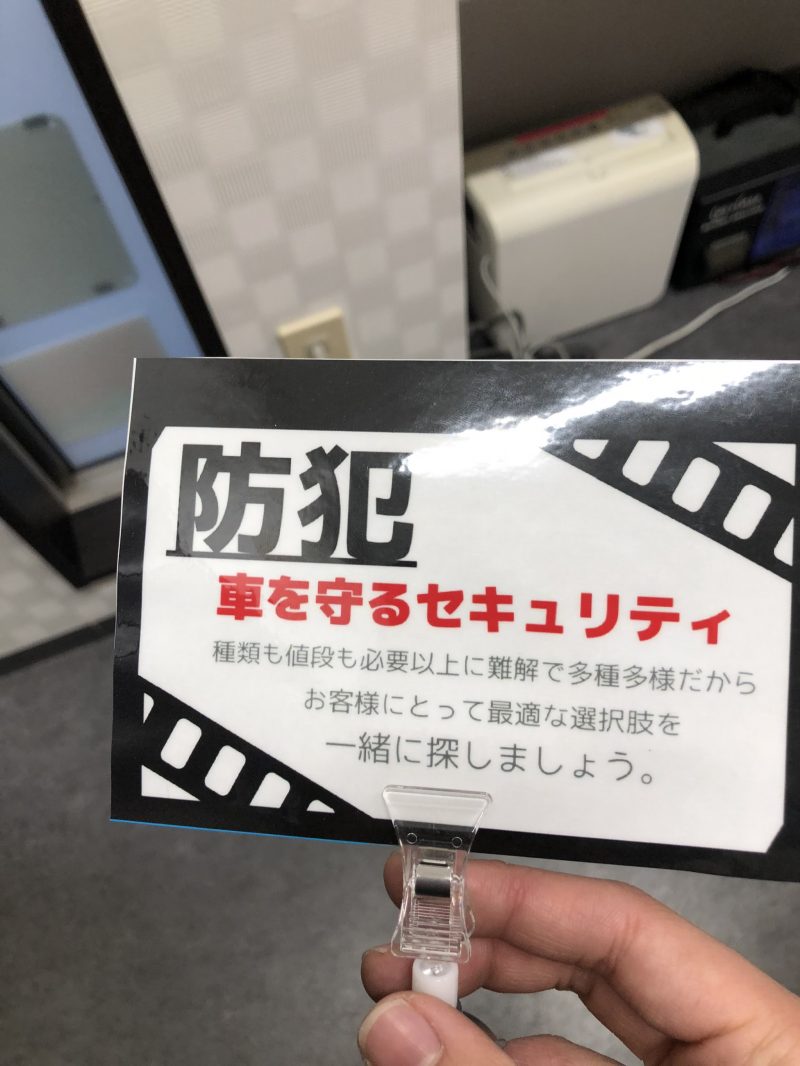 防犯
車を守るセキュリティ
種類も値段も必要以上に難解で多種多様だから
お客様にとって最適な選択肢を
一緒に探しましょう。